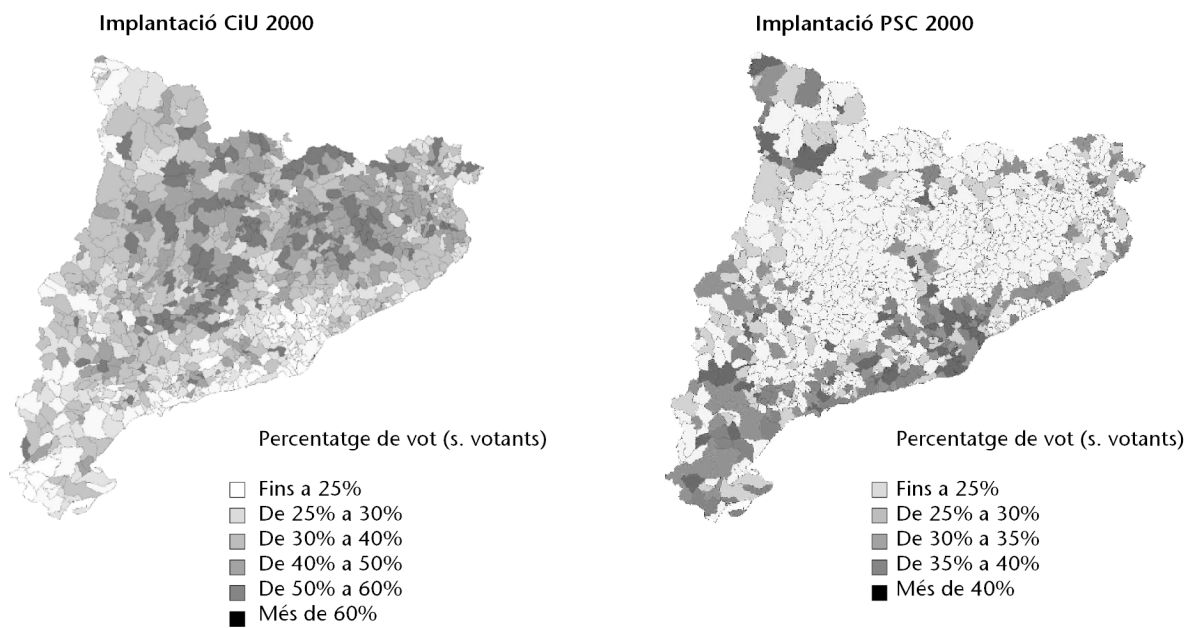 Implantació CiU 2000
Percentatge de vot (s. votants)
Fins a 25%
De 25% a 30%
De 30% a 40%
De 40% a 50%
De 50% a 60%
Més de 60%
Implantació PSC 2000
Percentatge de vot (s. votants)
Fins a 25%
De 25% a 30%
De 30% a 35%
De 35% a 40%
Més de 40%